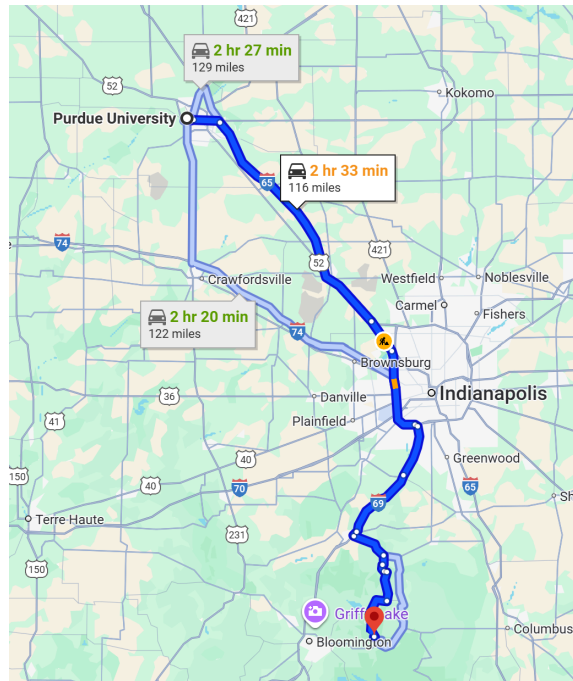 421
2 hr 27 min
129 miles
52
Kokomo
Purdue University
2 hr 33 min
116 miles
65
74
421
52
Crawfordsville
Westfield
Noblesville
Carmel
Fishers
2 hr 20 min
122 miles
74
Brownsburg
Indianapolis
36
Danville
41
Plainfield
40
Greenwood
150
40
70
65
69
Terre Haute
231
150
Columbus
Bloomington